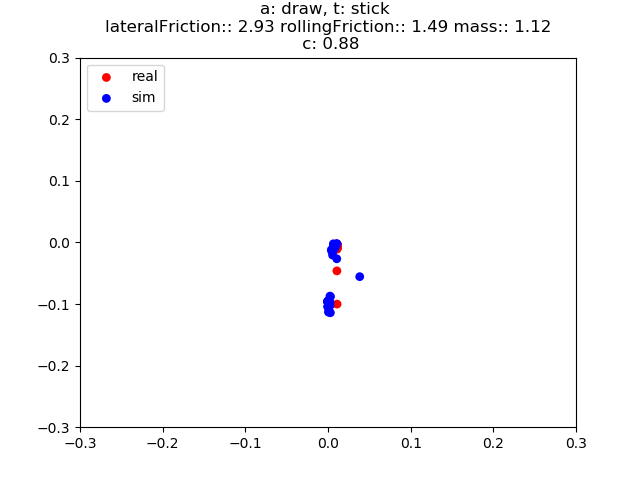 a: draw, t: stick
lateralFriction:: 2.93 rollingFriction:: 1.49 mass:: 1.12
c: 0.88
real
sim
0.3
0.2
0.1
0.0
−0.1
−0.2
−0.3
−0.3
−0.2
−0.1
0.0
0.1
0.2
0.3